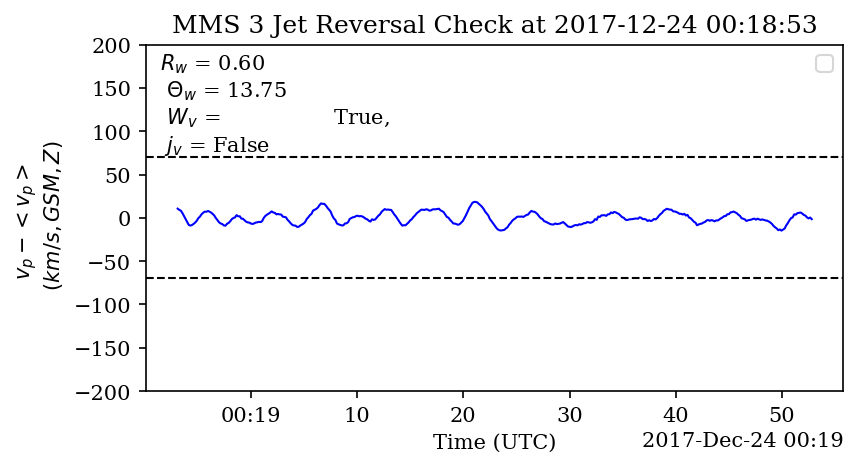 MMS 3 Jet Reversal Check at 2017-12-24 00:18:53
R_w = 0.60
Θ_w = 13.75
W_v = True,
j_v = False
200
150
100
50
0
−50
−100
−150
−200
v_p − < v_p >
(km/s, GSM, Z)
00:19 10 20 30 40 50
Time (UTC)
2017-Dec-24 00:19